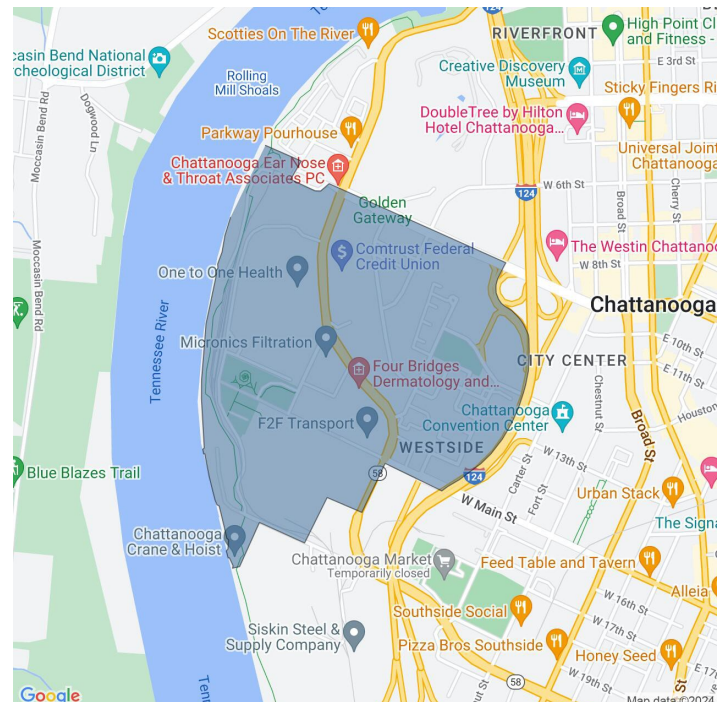 Scotties On The River
RIVERFRONT
High Point Cl
and Fitness -
casin Bend National
rcheological District
Rolling
Mill Shoals
Creative Discovery
Museum
E 3rd St
Sticky Fingers Ri
Moccasin Bend Rd
Dogwood Ln
DoubleTree by Hilton
Hotel Chattanooga...
Parkway Pourhouse
Universal Joint
Chattanooga
Chattanooga Ear Nose
& Throat Associates PC
W 6th St
124
Broad St
Cherry St
Golden
Gateway
Moccasin Bend Rd
Comtrust Federal
Credit Union
The Westin Chattanoo
W 8th St
One to One Health
Chattanooga
Tennessee River
Micronics Filtration
E 10th St
CITY CENTER
Four Bridges
Dermatology and...
E 11th St
Chestnut St
Chattanooga
Convention Center
F2F Transport
Houston
Broad St
WESTSIDE
W 13th St
Blue Blazes Trail
58
124
Carter St
Fort St
Urban Stack
W Main St
The Signa
Chattanooga
Crane & Hoist
Chattanooga Market
Temporarily closed
Feed Table and Tavern
Alleia
W 16th St
Southside Social
W 17th St
Siskin Steel &
Supply Company
Pizza Bros Southside
Honey Seed
E 17th
W 19th St
58
Google
Map data ©2024